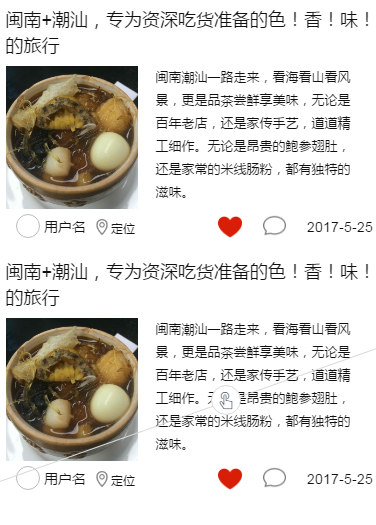 闽南+潮汕，专为资深吃货准备的色！香！味！
的旅行
闽南潮汕一路走来，看海看山看风
景，更是品茶尝鲜享美味，无论是
百年老店，还是家传手艺，道道精
工细作。无论是昂贵的鲍参翅肚，
还是家常的米线肠粉，都有独特的
滋味。
用户名 定位 2017-5-25
闽南+潮汕，专为资深吃货准备的色！香！味！
的旅行
闽南潮汕一路走来，看海看山看风
景，更是品茶尝鲜享美味，无论是
百年老店，还是家传手艺，道道精
工细作。是昂贵的鲍参翅肚，
还是家常的米线肠粉，都有独特的
滋味。
用户名 定位 2017-5-25